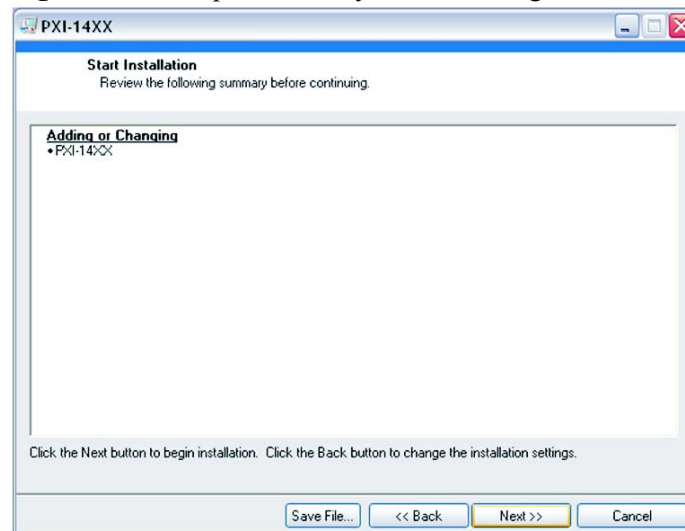 PXI-14XX
Start Installation
Review the following summary before continuing.
Adding or Changing
•PXI-14XX
Click the Next button to begin installation. Click the Back button to change the installation settings.
Save File... << Back Next >> Cancel